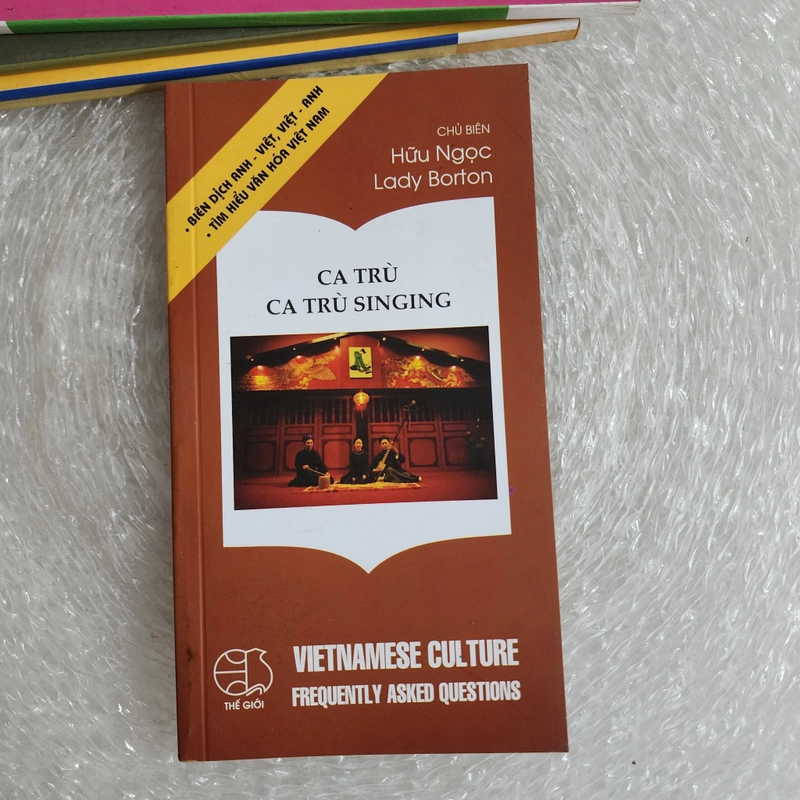 • BIÊN DỊCH ANH - VIỆT, VIỆT - ANH
• TÌM HIỂU VĂN HÓA VIỆT NAM
CHỦ BIÊN
Hữu Ngọc
Lady Borton
CA TRÙ
CA TRÙ SINGING
VIETNAMESE CULTURE
FREQUENTLY ASKED QUESTIONS
THẾ GIỚI